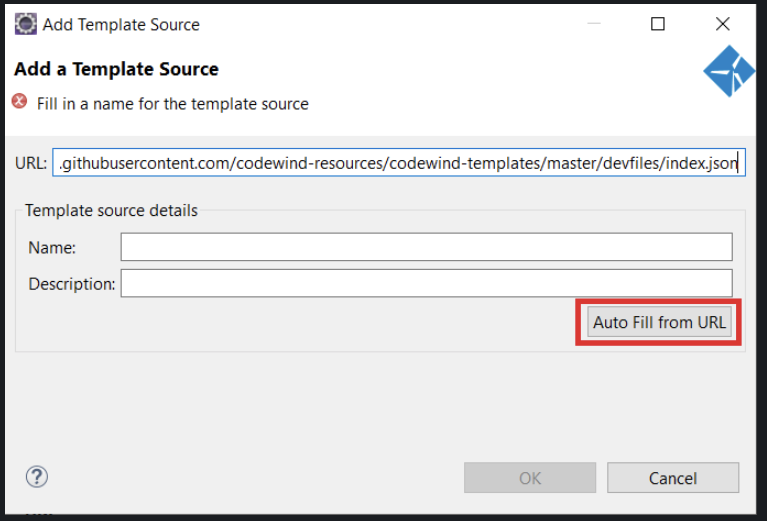 Add Template Source
Add a Template Source
Fill in a name for the template source
URL: .githubusercontent.com/codewind-resources/codewind-templates/master/devfiles/index.json
Template source details
Name:
Description:
Auto Fill from URL
?
OK
Cancel